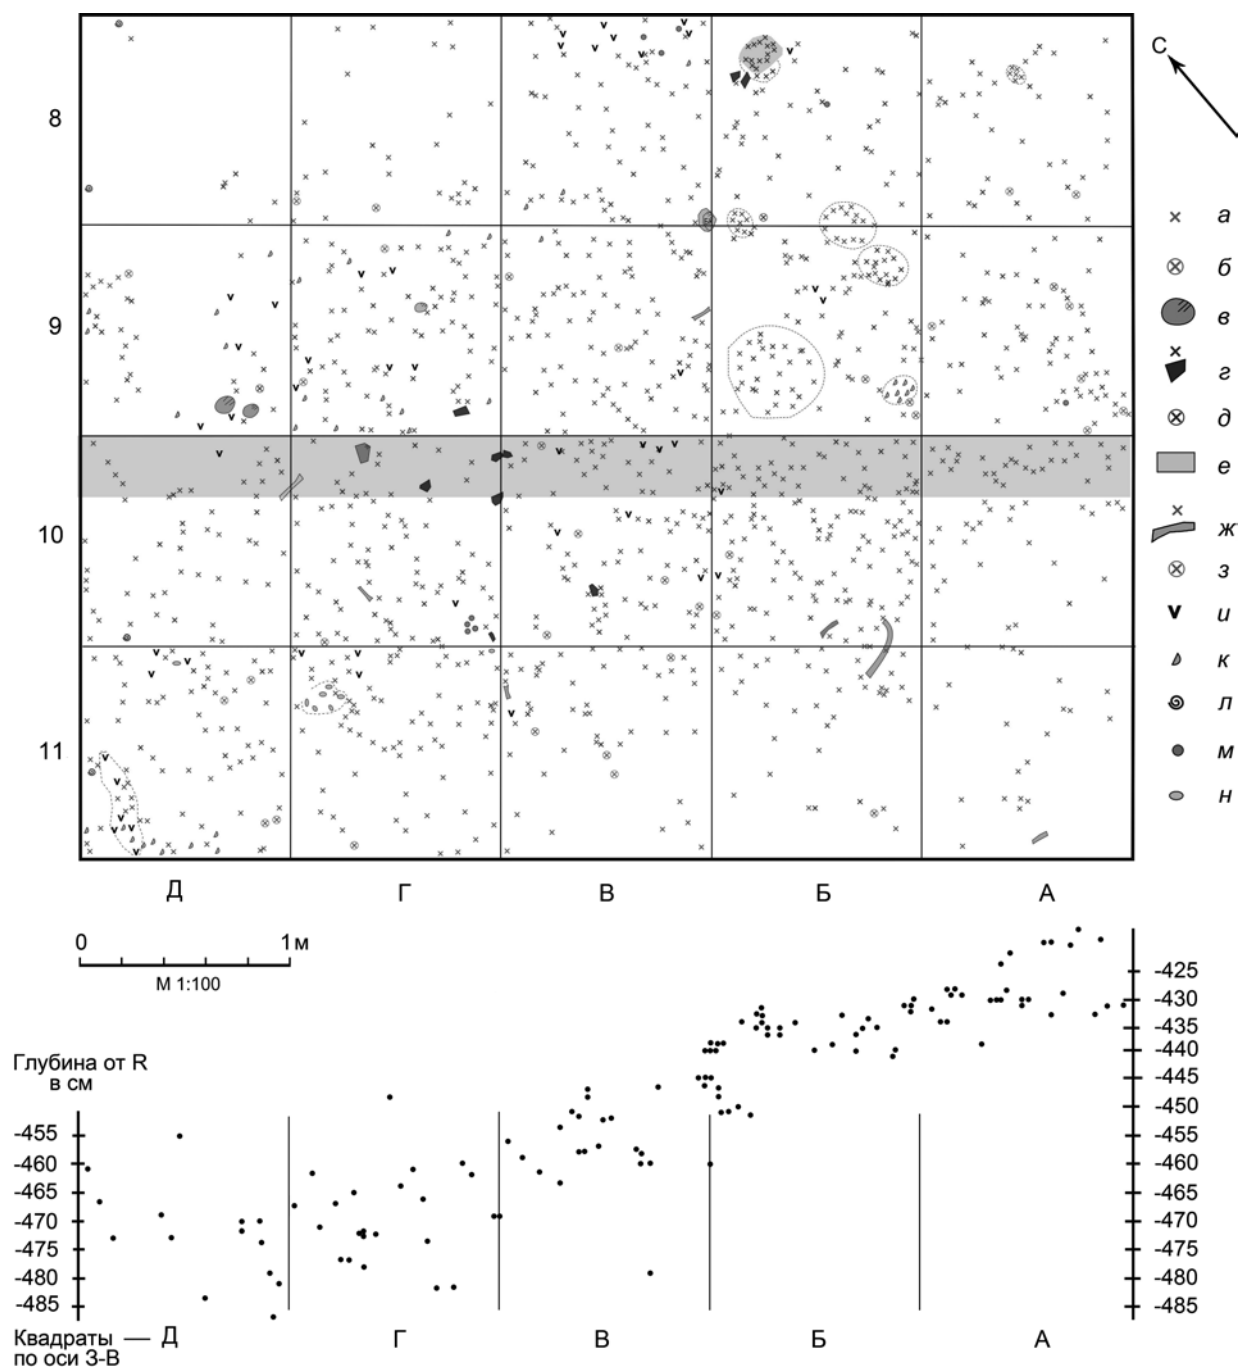 С
8
9
10
11
а
б
в
г
д
е
ж
з
и
к
л
м
н
Д Г В Б А
0 1 м
М 1:100
Глубина от R
в см
-455
-460
-465
-470
-475
-480
-485
-425
-430
-435
-440
-445
-450
-455
-460
-465
-470
-475
-480
-485
Квадраты — Д Г В Б А
по оси З-В